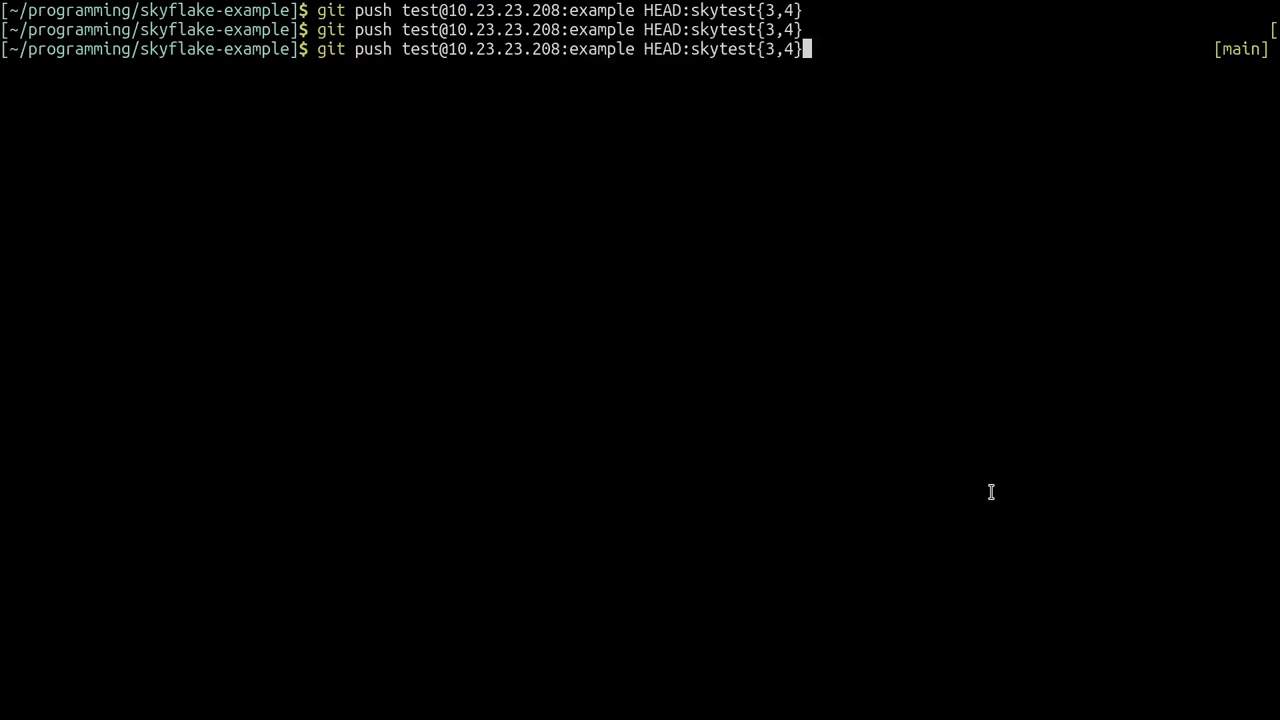 [~/programming/skyflake-example]$ git push test@10.23.23.208:example HEAD:skytest{3,4}
[~/programming/skyflake-example]$ git push test@10.23.23.208:example HEAD:skytest{3,4} [
[~/programming/skyflake-example]$ git push test@10.23.23.208:example HEAD:skytest{3,4} [main]